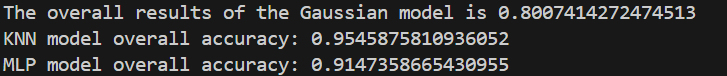 The overall results of the Gaussian model is 0.8007414272474513
KNN model overall accuracy: 0.9545875810936052
MLP model overall accuracy: 0.9147358665430955